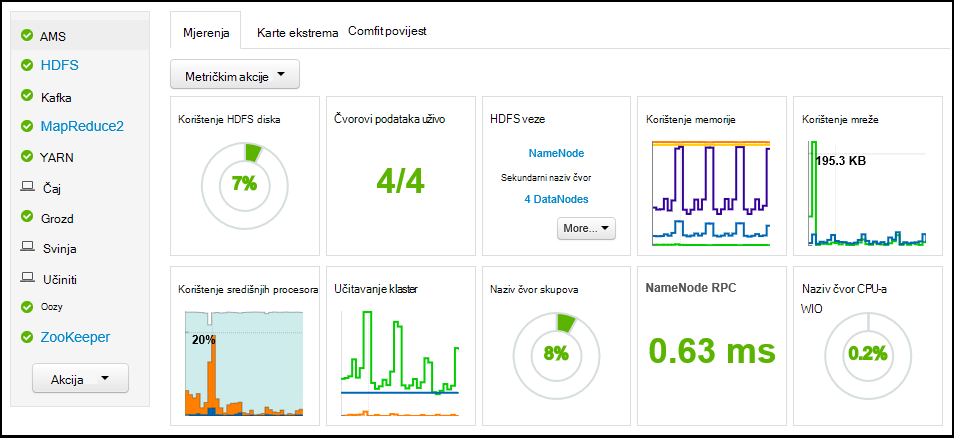 AMS
HDFS
Kafka
MapReduce2
YARN
Čaj
Grozd
Svinja
Učiniti
Oozy
ZooKeeper
Akcija
Mjerenja
Karte ekstrema
Comfit povijest
Metričkim akcije
Korištenje HDFS diska
7%
Čvorovi podataka uživo
4/4
HDFS veze
NameNode
Sekundarni naziv čvor
4 DataNodes
More...
Korištenje memorije
Korištenje mreže
195.3 KB
Korištenje središnjih procesora
20%
Učitavanje klaster
Naziv čvor skupova
8%
NameNode RPC
0.63 ms
Naziv čvor CPU-a
WIO
0.2%